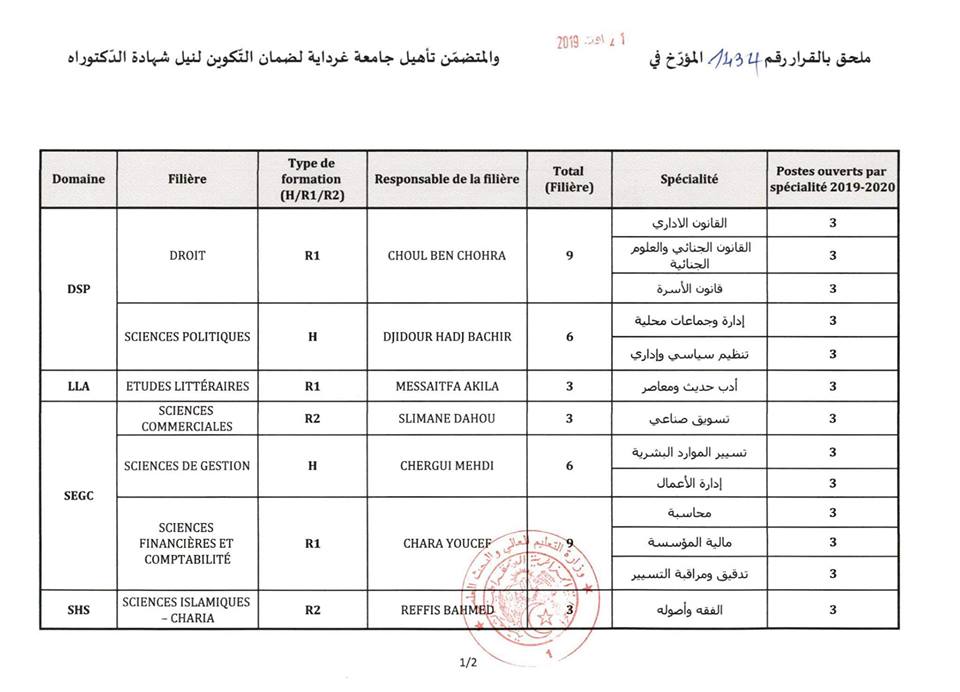 ملحق بالقرار رقم 1434 المؤرّخ في 2019 والمتضمّن تأهيل جامعة غرداية لضمان التّكوين لنيل شهادة الدّكتوراه
Domaine Filière Type de formation (H/R1/R2) Responsable de la filière Total (Filière) Spécialité Postes ouverts par spécialité 2019-2020
DSP DROIT R1 CHOUL BEN CHOHRA 9 القانون الاداري 3
القانون الجنائي والعلوم الجنائية 3
قانون الأسرة 3
SCIENCES POLITIQUES H DJIDOUR HADJ BACHIR 6 إدارة وجماعات محلية 3
تنظيم سياسي وإداري 3
LLA ETUDES LITTÉRAIRES R1 MESSAITFA AKILA 3 أدب حديث ومعاصر 3
SEGC SCIENCES COMMERCIALES R2 SLIMANE DAHOU 3 تسويق صناعي 3
SCIENCES DE GESTION H CHERGUI MEHDI 6 تسيير الموارد البشرية 3
إدارة الأعمال 3
SCIENCES FINANCIÈRES ET COMPTABILITÉ R1 CHARA YOUCEF 9 محاسبة 3
مالية المؤسسة 3
تدقيق ومراقبة التسيير 3
SHS SCIENCES ISLAMIQUES – CHARIA R2 REFFIS BAHMED 3 الفقه وأصوله 3
وزارة التعليم العالي و البحث العلمي
1
1/2